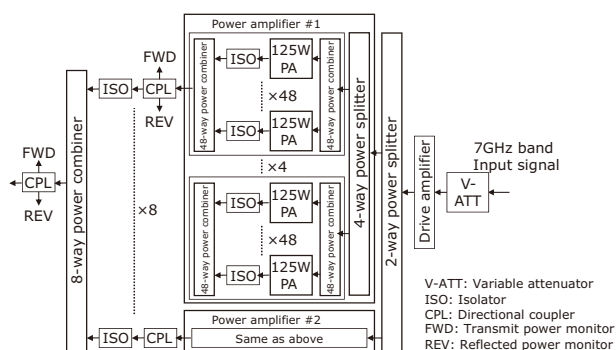 Power amplifier #1
FWD
ISO
CPL
REV
48-way power combiner
ISO
125W
PA
48-way power combiner
×48
ISO
125W
PA
×4
48-way power combiner
ISO
125W
PA
48-way power combiner
×48
ISO
125W
PA
4-way power splitter
2-way power splitter
Drive amplifier
7GHz band
Input signal
V-
ATT
FWD
CPL
REV
8-way power combiner
×8
ISO
CPL
Power amplifier #2
Same as above
V-ATT: Variable attenuator
ISO: Isolator
CPL: Directional coupler
FWD: Transmit power monitor
REV: Reflected power monitor